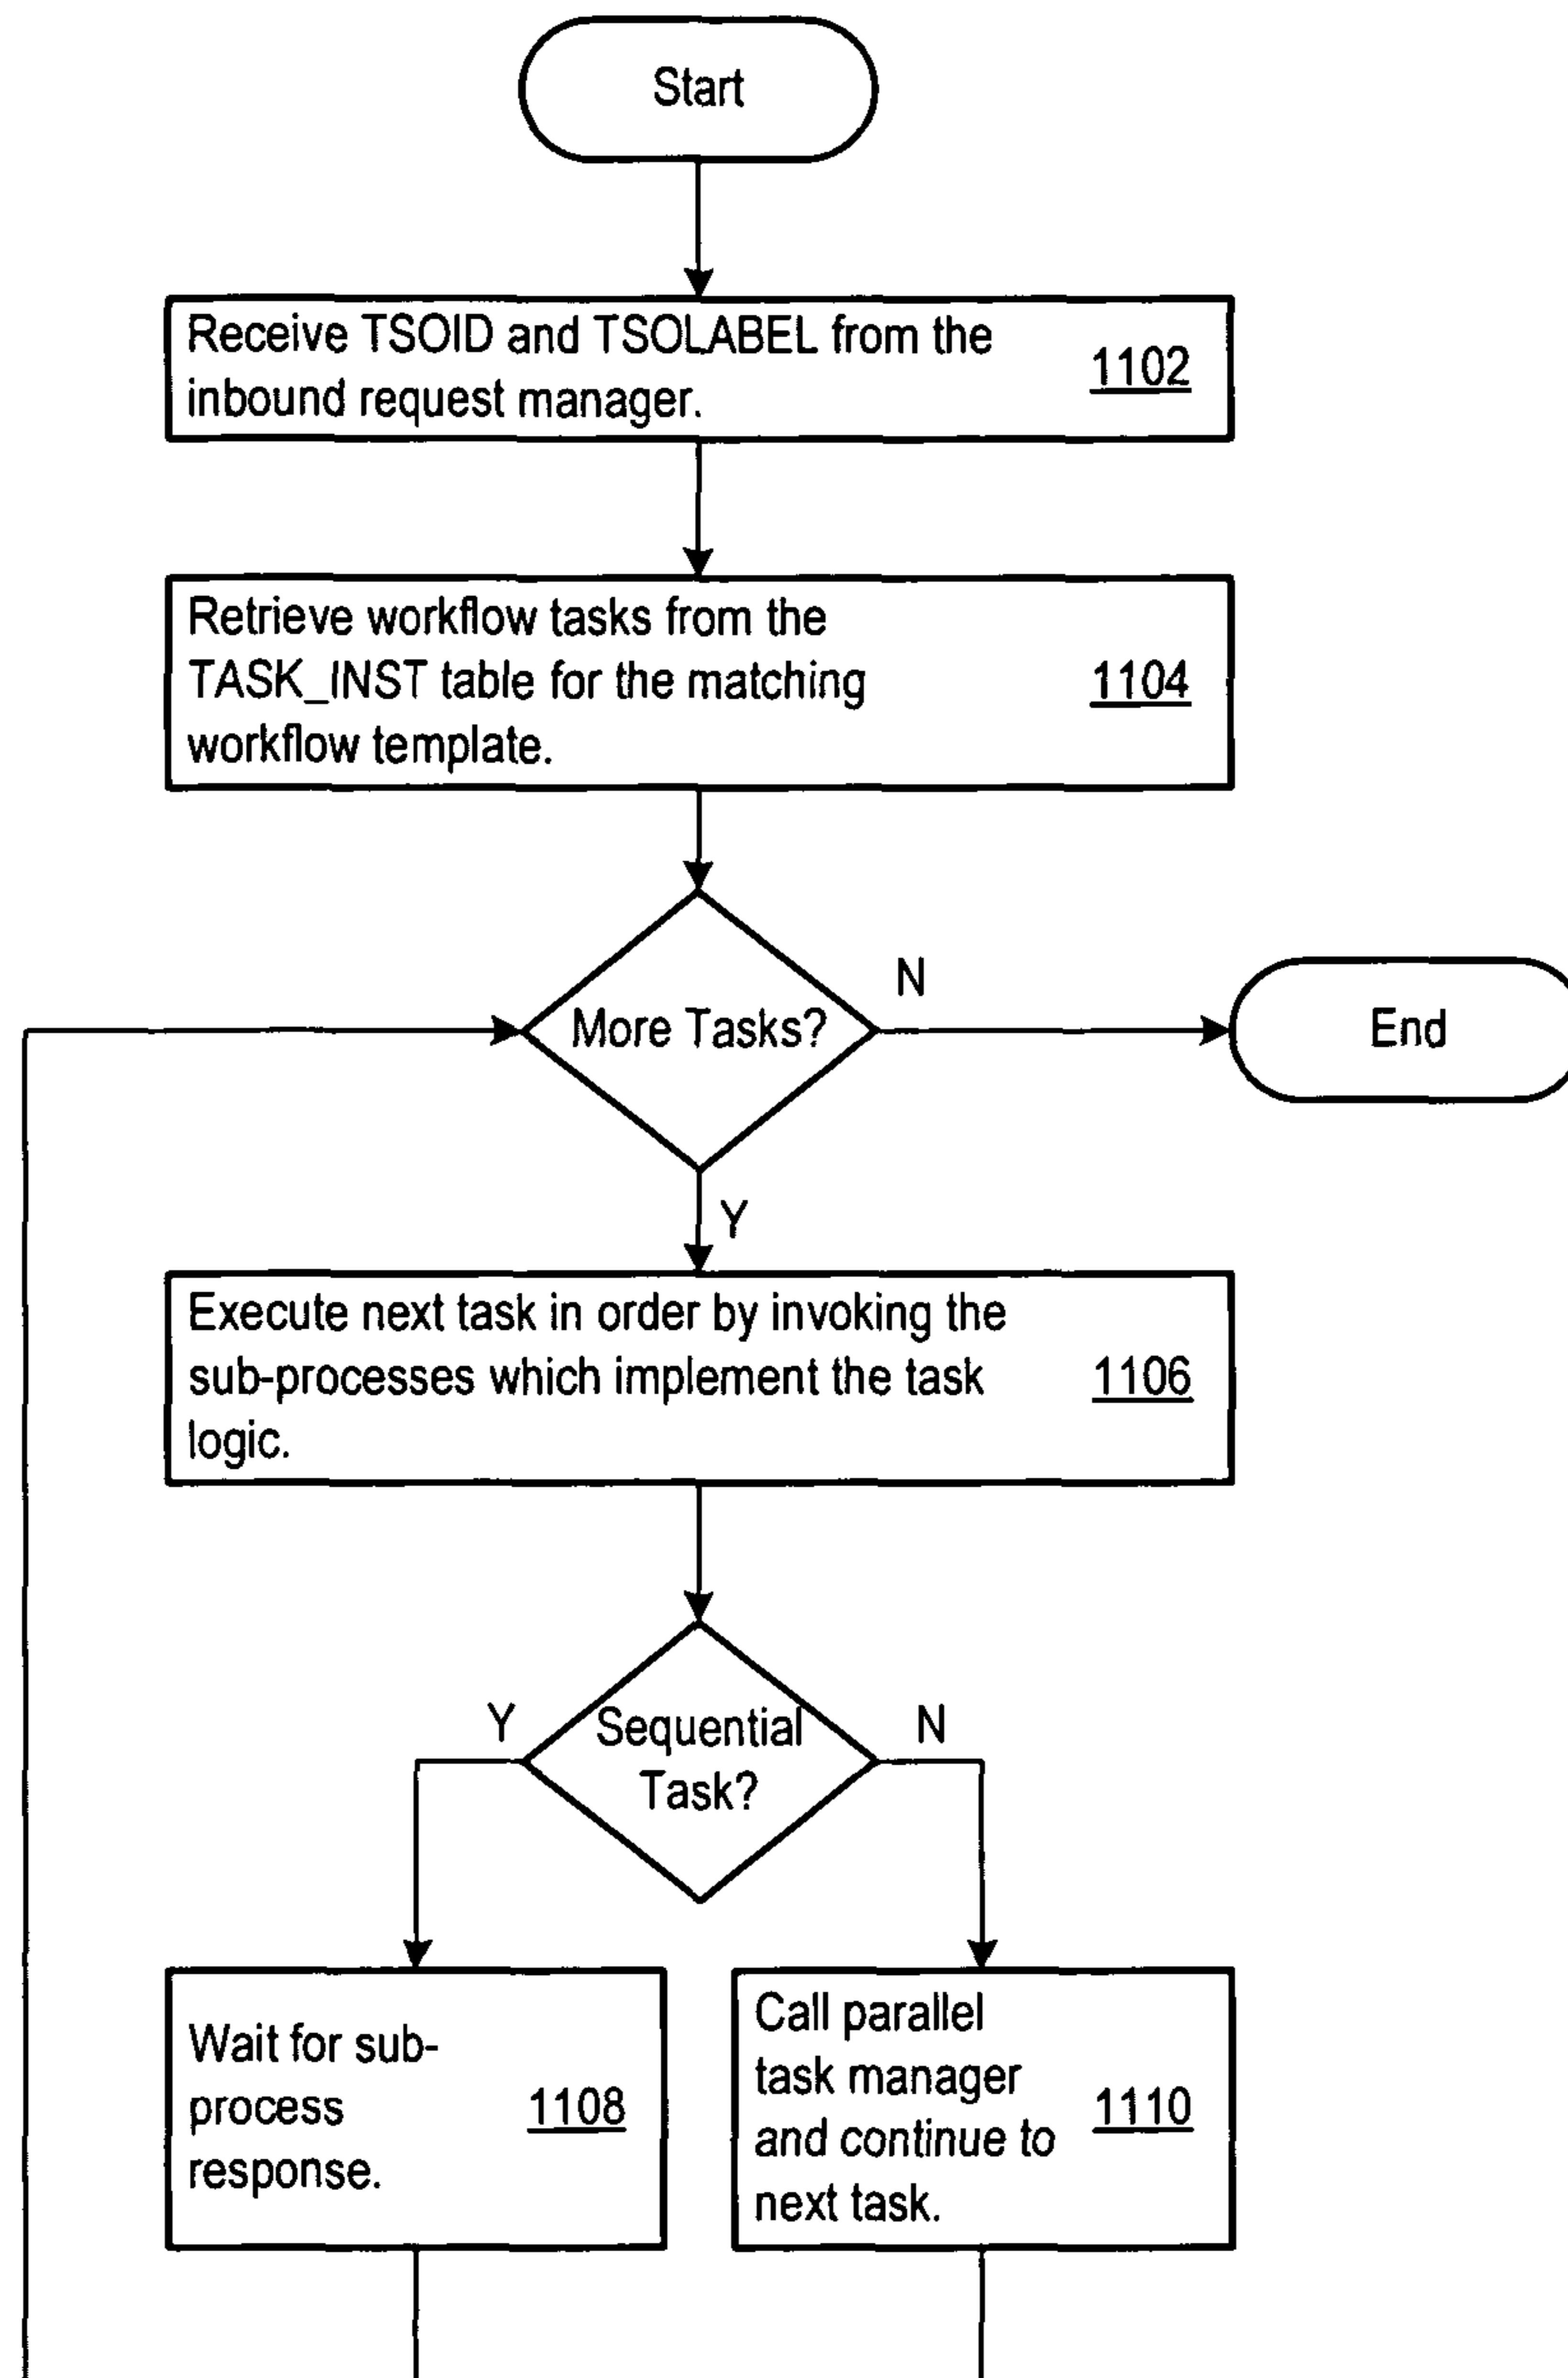 Start
Receive TSOID and TSOLABEL from the
inbound request manager.
1102
Retrieve workflow tasks from the
TASK_INST table for the matching
workflow template.
1104
More Tasks?
N
End
Y
Execute next task in order by invoking the
sub-processes which implement the task
logic.
1106
Sequential
Task?
Y
N
Wait for sub-
process
response.
1108
Call parallel
task manager
and continue to
next task.
1110